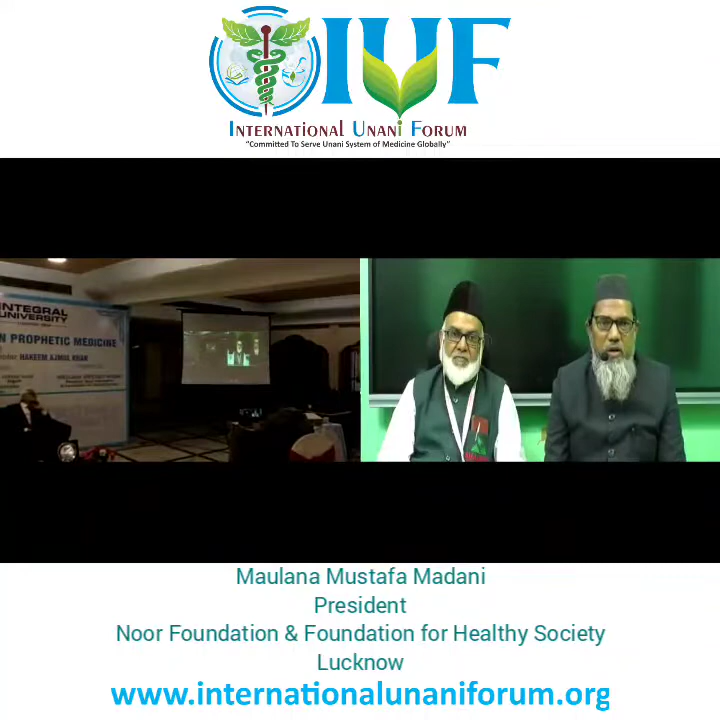 IUF
INTERNATIONAL UNANI FORUM
"Committed To Serve Unani System of Medicine Globally"
INTEGRAL
UNIVERSITY
N PROPHETIC MEDICINE
HAKEEM AJMAL KHAN
Maulana Mustafa Madani
President
Noor Foundation & Foundation for Healthy Society
Lucknow
www.internationalunaniforum.org